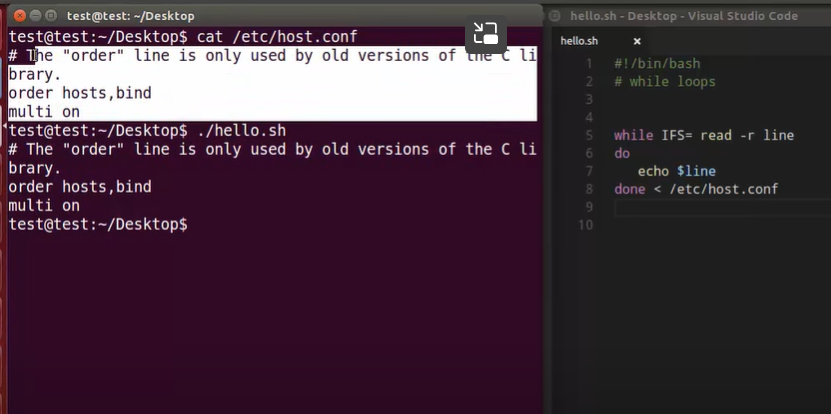 test@test: ~/Desktop
test@test:~/Desktop$ cat /etc/host.conf
# The "order" line is only used by old versions of the C li
brary.
order hosts,bind
multi on
test@test:~/Desktop$ ./hello.sh
# The "order" line is only used by old versions of the C li
brary.
order hosts,bind
multi on
test@test:~/Desktop$
hello.sh - Desktop - Visual Studio Code
hello.sh
1 #!/bin/bash
2 # while loops
3
4
5 while IFS= read -r line
6 do
7 echo $line
8 done < /etc/host.conf
9
10